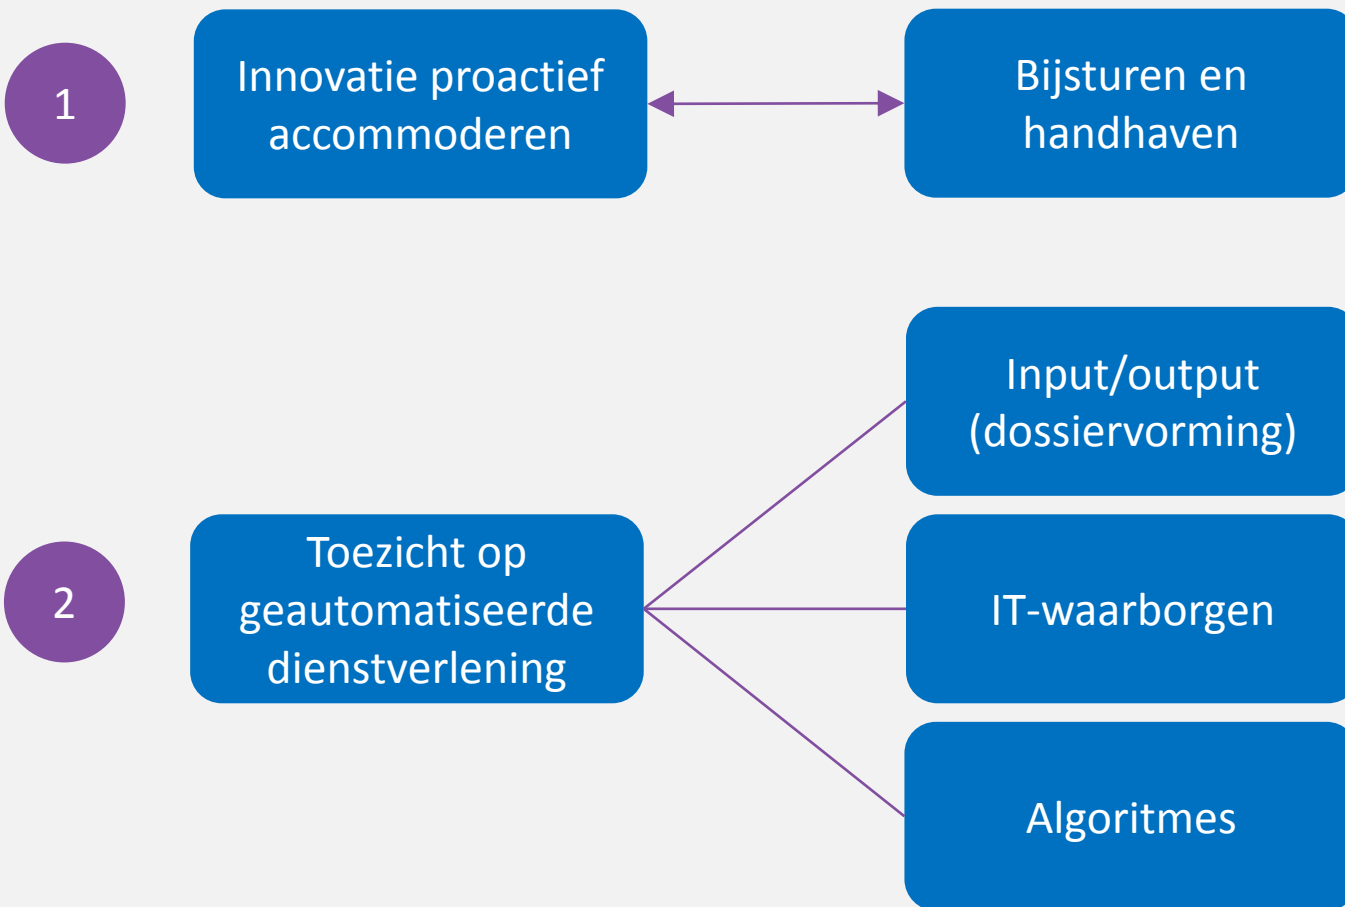 1
Innovatie proactief
accommoderen
Bijsturen en
handhaven
2
Toezicht op
geautomatiseerde
dienstverlening
Input/output
(dossiervorming)
IT-waarborgen
Algoritmes